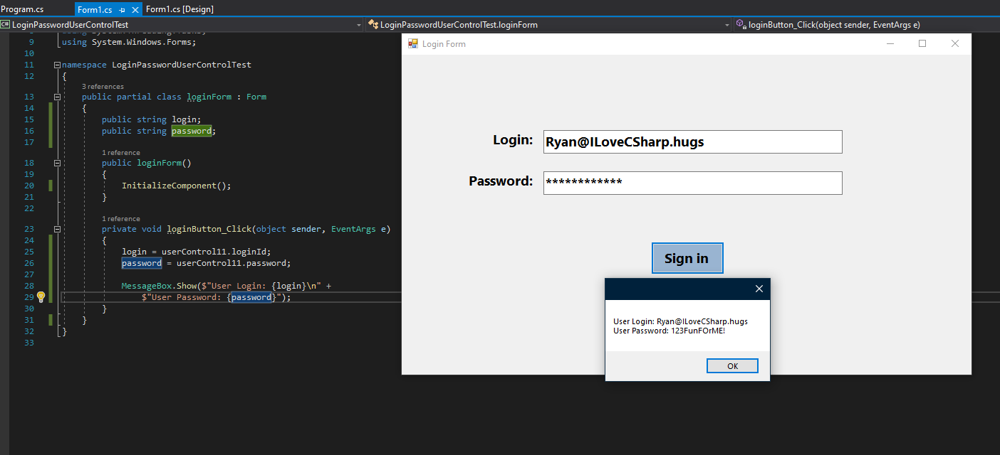 Program.cs
Form1.cs
Form1.cs [Design]
C# LoginPasswordUserControlTest
LoginPasswordUserControlTest.loginForm
loginButton_Click(object sender, EventArgs e)
9 using System.Windows.Forms;
10
11 namespace LoginPasswordUserControlTest
12 {
3 references
13 public partial class loginForm : Form
14 {
15 public string login;
16 public string password;
17
1 reference
18 public loginForm()
19 {
20 InitializeComponent();
21 }
22
1 reference
23 private void loginButton_Click(object sender, EventArgs e)
24 {
25 login = userControl11.loginId;
26 password = userControl11.password;
27
28 MessageBox.Show($"User Login: {login}\n" +
29 $"User Password: {password}");
30 }
31 }
32 }
33
Login Form
Login: Ryan@ILoveCSharp.hugs
Password: ************
Sign in
User Login: Ryan@ILoveCSharp.hugs
User Password: 123FunFOrME!
OK